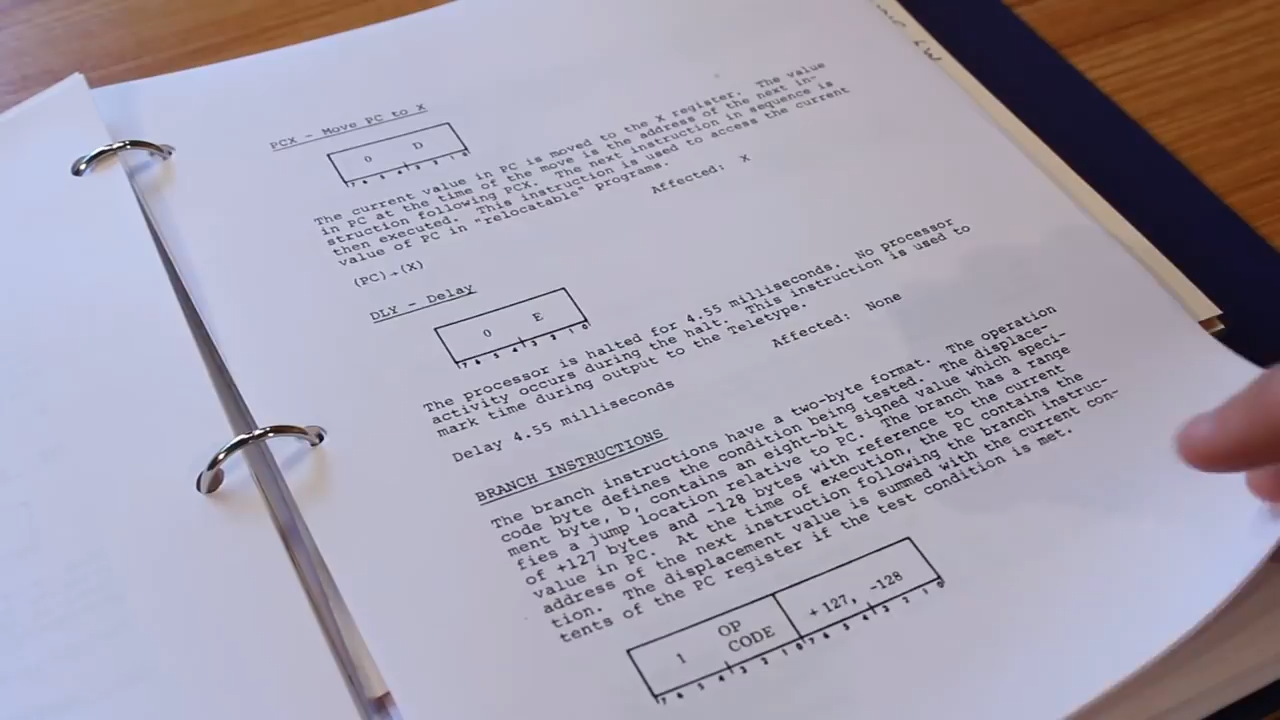 PCX - Move PC to X
0 D
7 6 5 4 3 2 1 0
The current value in PC is moved to the X register. The value
in PC at the time of the move is the address of the next in-
struction following PCX. The next instruction in sequence is
then executed. This instruction is used to access the current
value of PC in "relocatable" programs.
Affected: X
(PC)→(X)
DLY - Delay
0 E
7 6 5 4 3 2 1 0
The processor is halted for 4.55 milliseconds. No processor
activity occurs during the halt. This instruction is used to
mark time during output to the Teletype.
Affected: None
Delay 4.55 milliseconds
BRANCH INSTRUCTIONS
The branch instructions have a two-byte format. The operation
code byte defines the condition being tested. The displace-
ment byte, b, contains an eight-bit signed value which speci-
fies a jump location relative to PC. The branch has a range
of +127 bytes and -128 bytes with reference to the current
value in PC. At the time of execution, the PC contains the
address of the next instruction following the branch instruc-
tion. The displacement value is summed with the current con-
tents of the PC register if the test condition is met.
1 OP CODE +127, -128
7 6 5 4 3 2 1 0 7 6 5 4 3 2 1 0